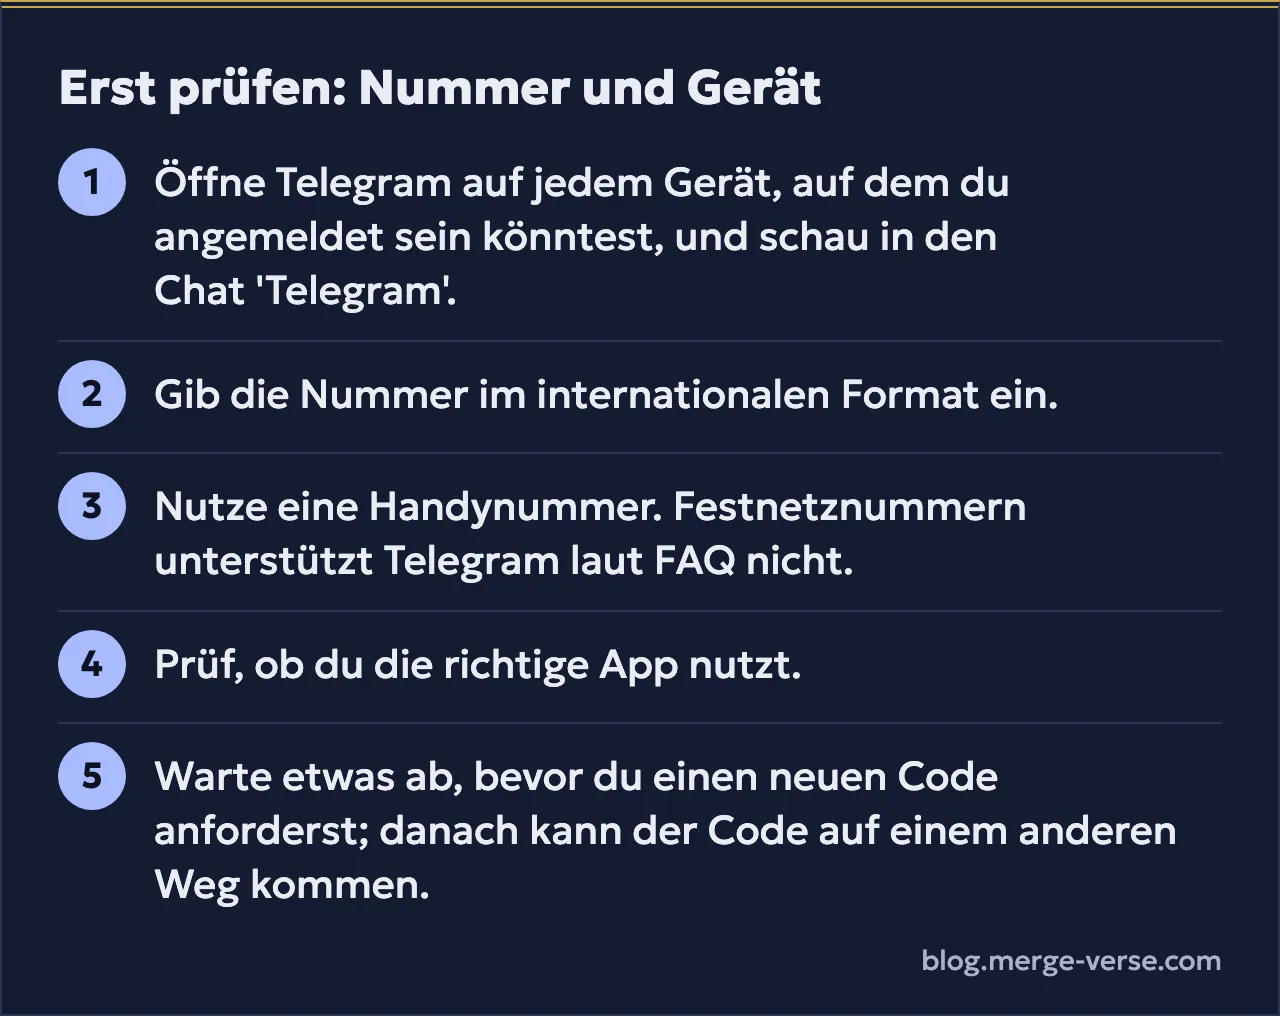 Erst prüfen: Nummer und Gerät
1
Öffne Telegram auf jedem Gerät, auf dem du
angemeldet sein könntest, und schau in den
Chat 'Telegram'.
2
Gib die Nummer im internationalen Format ein.
3
Nutze eine Handynummer. Festnetznummern
unterstützt Telegram laut FAQ nicht.
4
Prüf, ob du die richtige App nutzt.
5
Warte etwas ab, bevor du einen neuen Code
anforderst; danach kann der Code auf einem anderen
Weg kommen.
blog.merge-verse.com